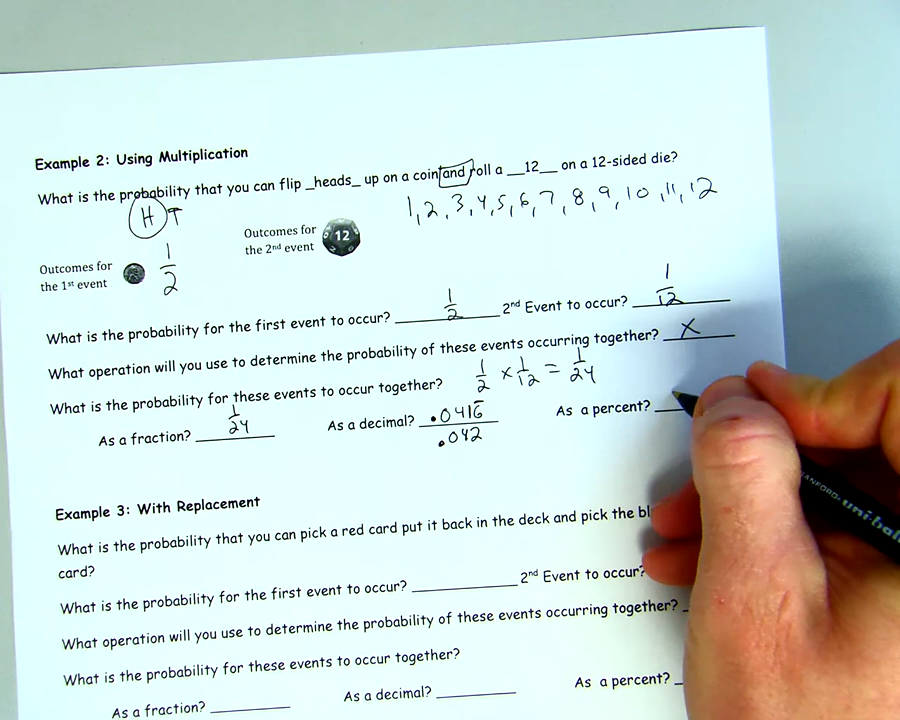 Example 2: Using Multiplication
What is the probability that you can flip _heads_ up on a coin and roll a __12__ on a 12-sided die?
H T
1, 2, 3, 4, 5, 6, 7, 8, 9, 10, 11, 12
Outcomes for the 1st event 1/2
Outcomes for the 2nd event 12
What is the probability for the first event to occur? 1/2 2nd Event to occur? 1/12
What operation will you use to determine the probability of these events occurring together? X
What is the probability for these events to occur together? 1/2 x 1/12 = 1/24
As a fraction? 1/24 As a decimal? .0416̄ As a percent?
.042
Example 3: With Replacement
What is the probability that you can pick a red card put it back in the deck and pick the
card?
What is the probability for the first event to occur? 2nd Event to occur?
What operation will you use to determine the probability of these events occurring together?
What is the probability for these events to occur together?
As a fraction? As a decimal? As a percent?
SANFORD uni-ball